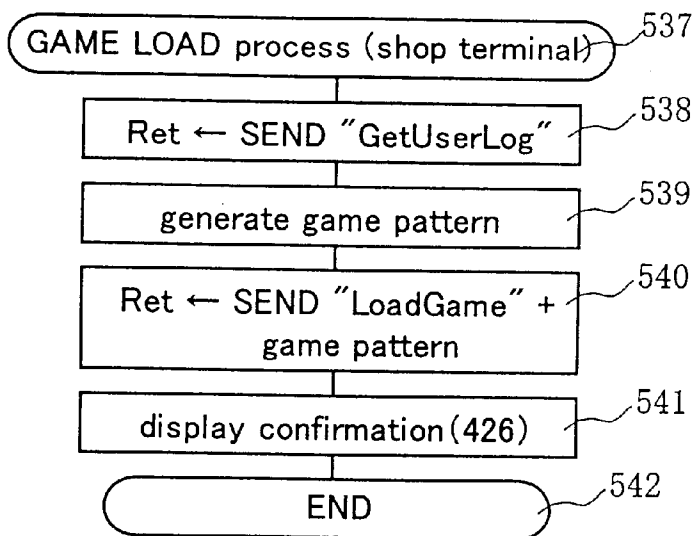 GAME LOAD process (shop terminal) 537
Ret ← SEND "GetUserLog" 538
generate game pattern 539
Ret ← SEND "LoadGame" + 540
game pattern
display confirmation(426) 541
END 542